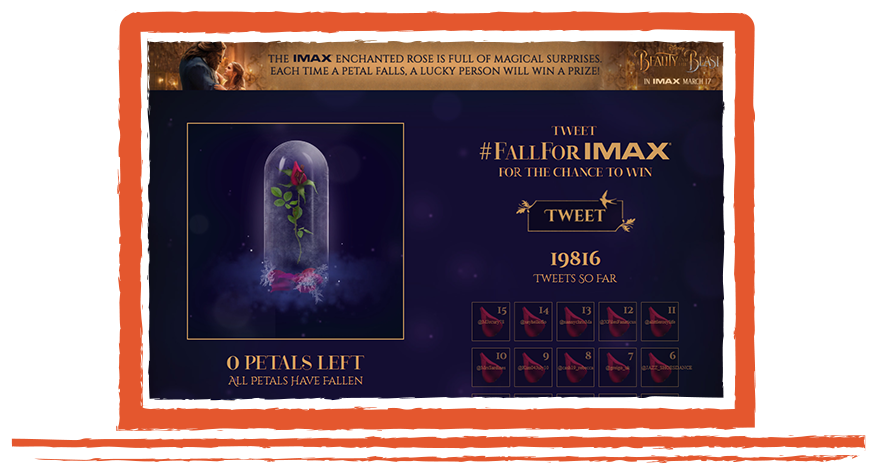 THE IMAX ENCHANTED ROSE IS FULL OF MAGICAL SURPRISES.
EACH TIME A PETAL FALLS, A LUCKY PERSON WILL WIN A PRIZE!
BEAUTY AND THE BEAST
IN IMAX MARCH 17
TWEET
#FALLFORIMAX
FOR THE CHANCE TO WIN
TWEET
19816
TWEETS SO FAR
15 14 13 12 11
10 9 8 7 6
0 PETALS LEFT
ALL PETALS HAVE FALLEN